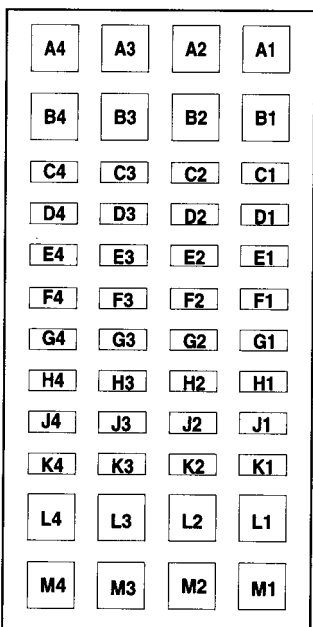 A4 A3 A2 A1
B4 B3 B2 B1
C4 C3 C2 C1
D4 D3 D2 D1
E4 E3 E2 E1
F4 F3 F2 F1
G4 G3 G2 G1
H4 H3 H2 H1
J4 J3 J2 J1
K4 K3 K2 K1
L4 L3 L2 L1
M4 M3 M2 M1